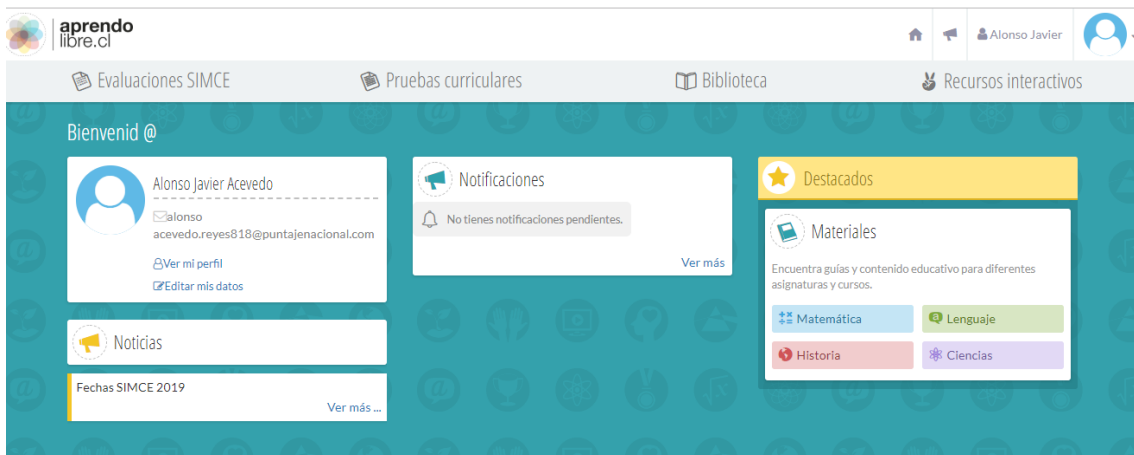 aprendo
libre.cl
Alonso Javier
Evaluaciones SIMCE
Pruebas curriculares
Biblioteca
Recursos interactivos
Bienvenid @
Alonso Javier Acevedo
alonso
acevedo.reyes818@puntajenacional.com
Ver mi perfil
Editar mis datos
Noticias
Fechas SIMCE 2019
Ver más ...
Notificaciones
No tienes notificaciones pendientes.
Ver más
Destacados
Materiales
Encuentra guías y contenido educativo para diferentes
asignaturas y cursos.
Matemática
Lenguaje
Historia
Ciencias